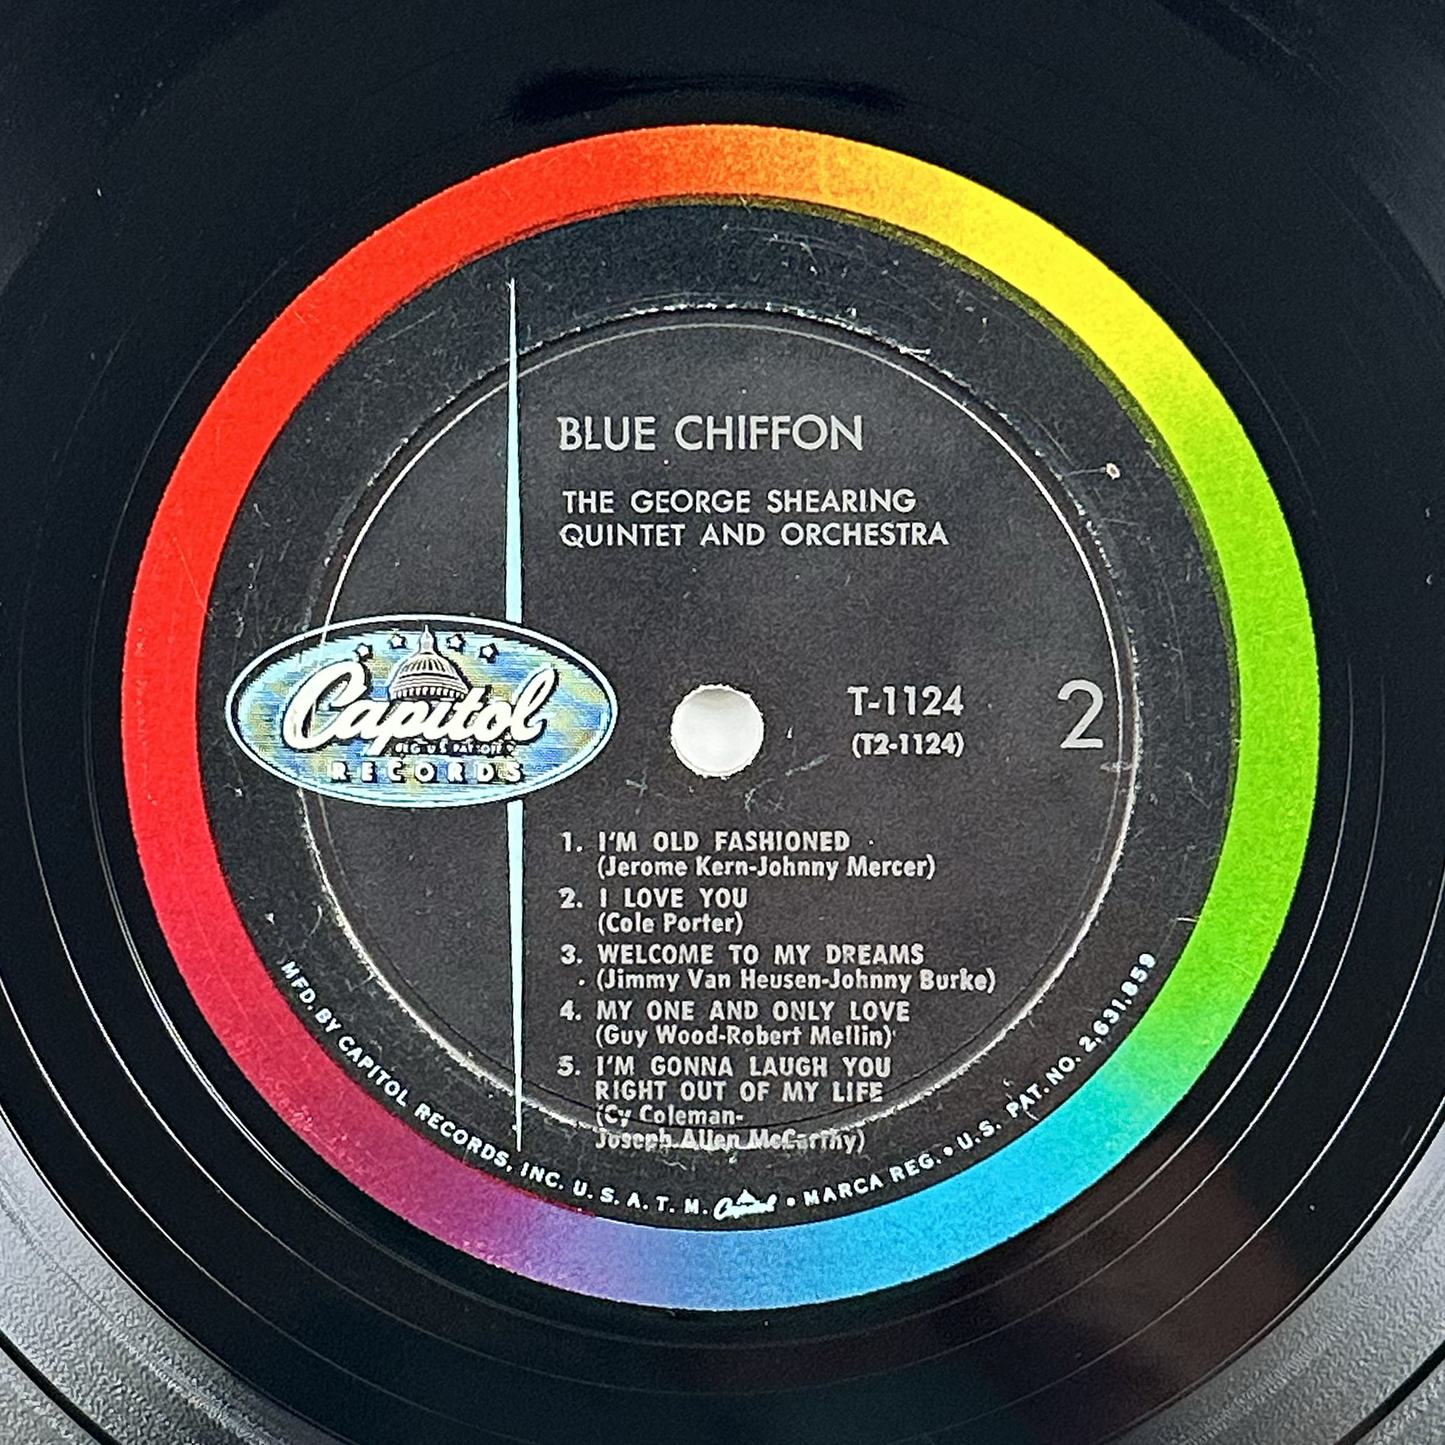 BLUE CHIFFON
THE GEORGE SHEARING
QUINTET AND ORCHESTRA
Capitol
REG. U.S. PAT. OFF.
RECORDS
T-1124
(T2-1124)
2
1. I'M OLD FASHIONED
(Jerome Kern-Johnny Mercer)
2. I LOVE YOU
(Cole Porter)
3. WELCOME TO MY DREAMS
(Jimmy Van Heusen-Johnny Burke)
4. MY ONE AND ONLY LOVE
(Guy Wood-Robert Mellin)
5. I'M GONNA LAUGH YOU
RIGHT OUT OF MY LIFE
(Cy Coleman-
Joseph Allen McCarthy)
MFD. BY CAPITOL RECORDS, INC. U. S. A. T. M. Capitol • MARCA REG. • U.S. PAT. NO. 2,631,859